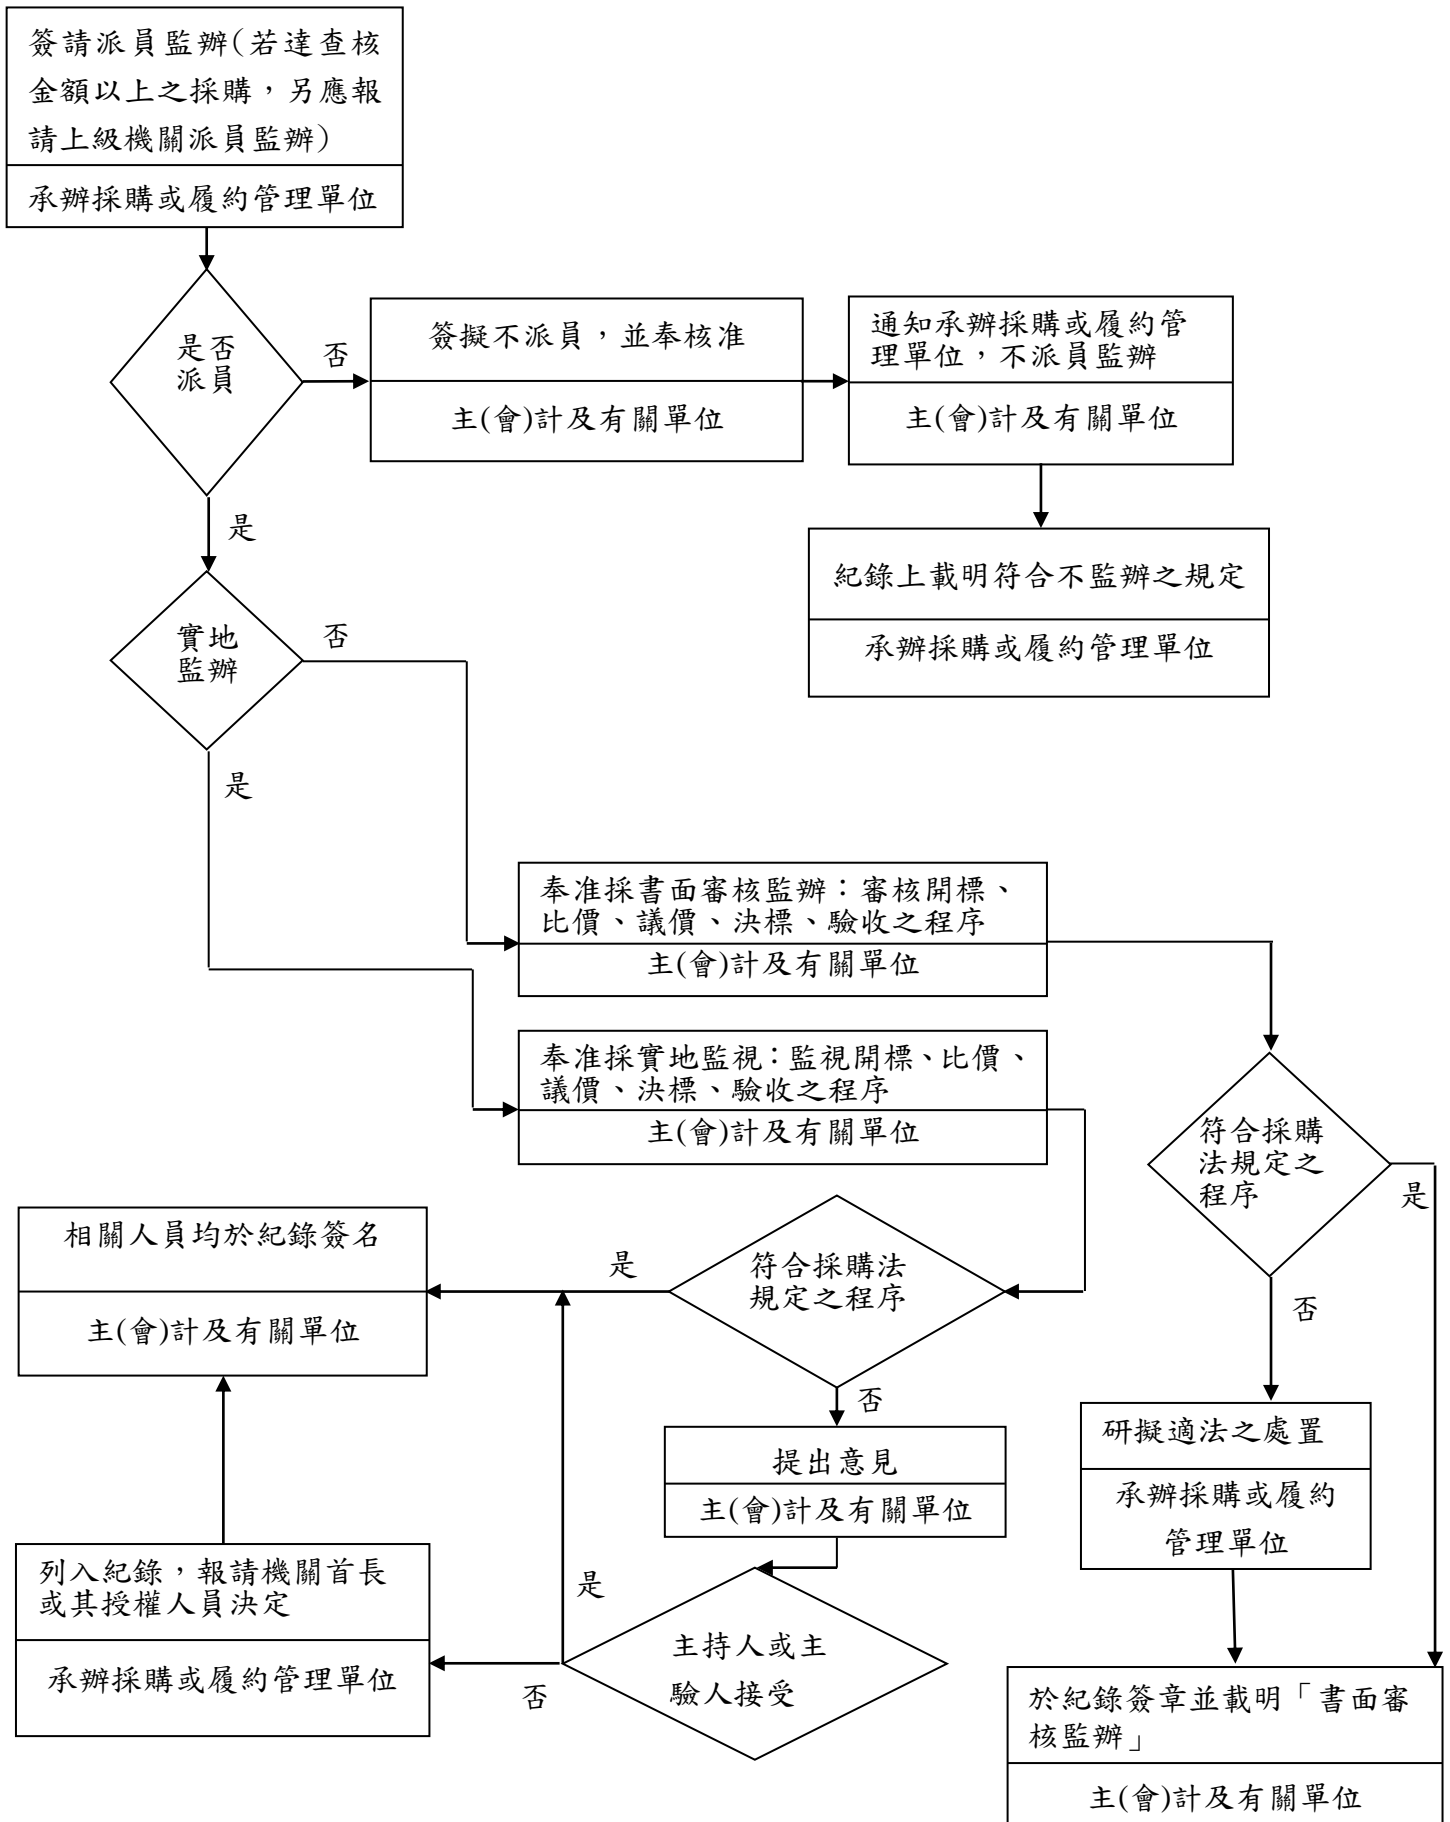 簽請派員監辦(若達查核
金額以上之採購，另應報
請上級機關派員監辦)
承辦採購或履約管理單位
是否
派員
否
簽擬不派員，並奉核准
主(會)計及有關單位
通知承辦採購或履約管
理單位，不派員監辦
主(會)計及有關單位
是
紀錄上載明符合不監辦之規定
承辦採購或履約管理單位
實地
監辦
否
是
奉准採書面審核監辦：審核開標、
比價、議價、決標、驗收之程序
主(會)計及有關單位
奉准採實地監視：監視開標、比價、
議價、決標、驗收之程序
主(會)計及有關單位
符合採購
法規定之
程序
是
否
符合採購法
規定之程序
是
相關人員均於紀錄簽名
主(會)計及有關單位
否
提出意見
主(會)計及有關單位
研擬適法之處置
承辦採購或履約
管理單位
主持人或主
驗人接受
是
否
列入紀錄，報請機關首長
或其授權人員決定
承辦採購或履約管理單位
於紀錄簽章並載明「書面審
核監辦」
主(會)計及有關單位